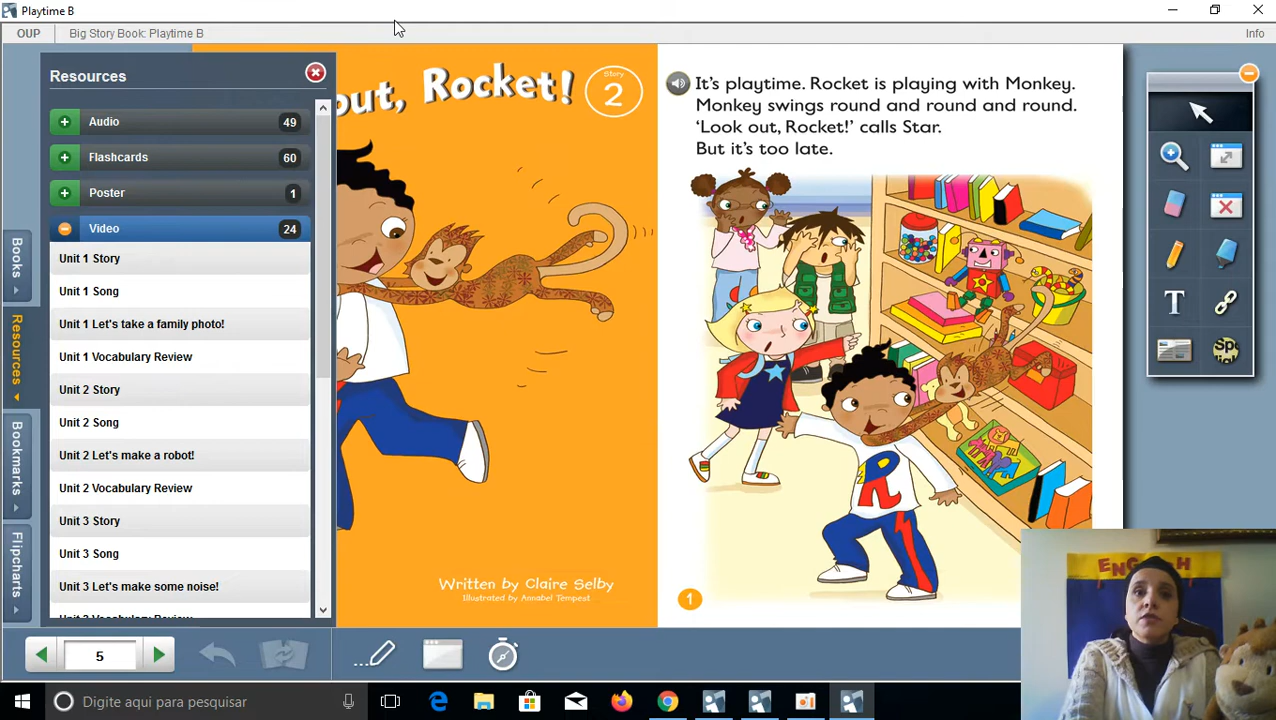 Playtime B
OUP
Big Story Book: Playtime B
Info
Resources
Audio 49
Flashcards 60
Poster 1
Video 24
Unit 1 Story
Unit 1 Song
Unit 1 Let's take a family photo!
Unit 1 Vocabulary Review
Unit 2 Story
Unit 2 Song
Unit 2 Let's make a robot!
Unit 2 Vocabulary Review
Unit 3 Story
Unit 3 Song
Unit 3 Let's make some noise!
Books
Resources
Bookmarks
Flipcharts
out, Rocket!
Story
2
Written by Claire Selby
Illustrated by Annabel Tempest
It's playtime. Rocket is playing with Monkey.
Monkey swings round and round and round.
'Look out, Rocket!' calls Star.
But it's too late.
R
1
T
5
ENGLISH
Digite aqui para pesquisar